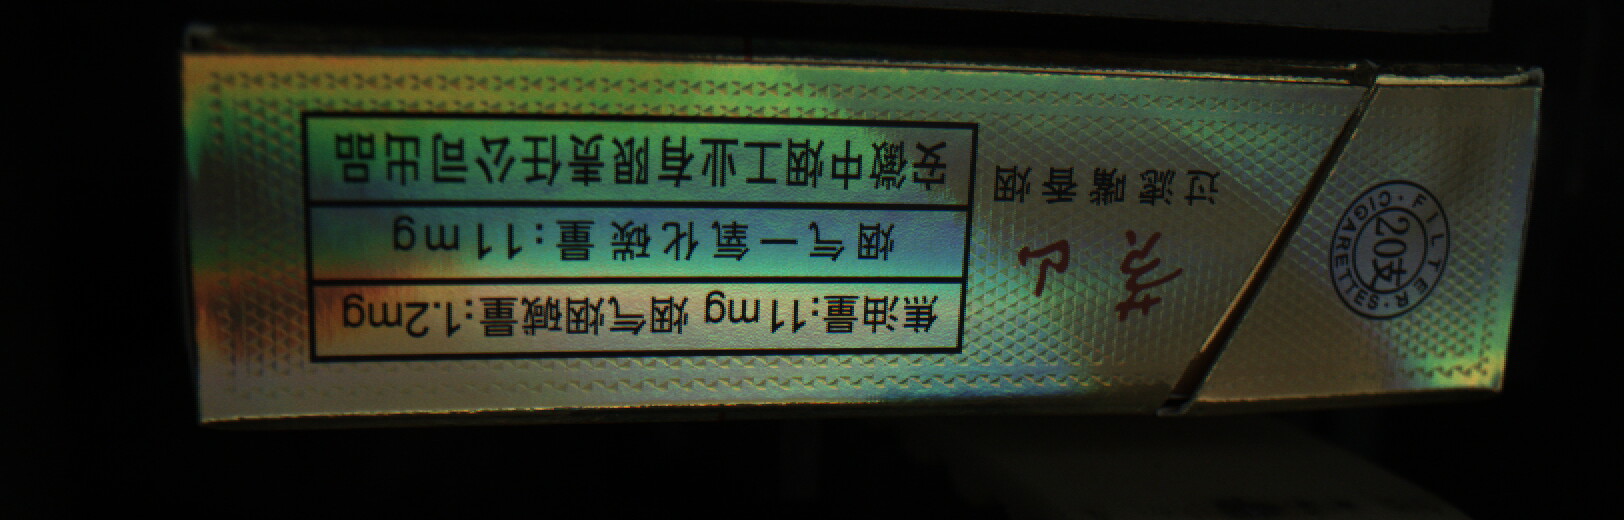 FILTER·CIGARETTES·
20支
过滤嘴香烟
焦油量:11mg 烟气烟碱量:1.2mg
烟气一氧化碳量:11mg
安徽中烟工业有限责任公司出品